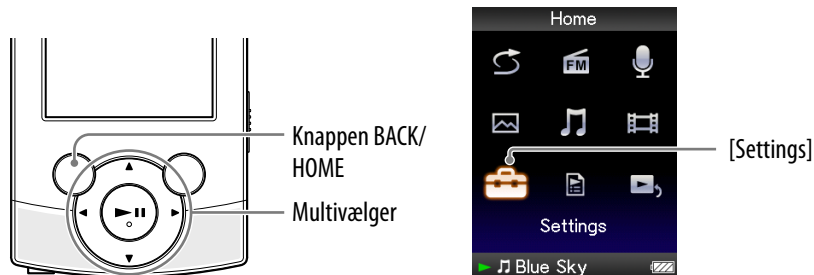 Knappen BACK/
HOME
Multivælger
Home
FM
[Settings]
Settings
Blue Sky